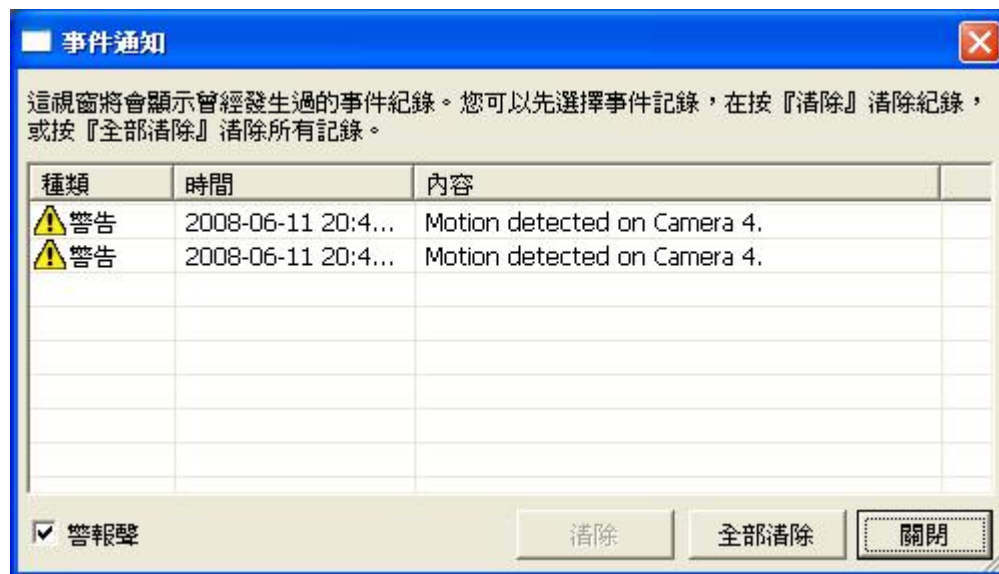 事件通知
這視窗將會顯示曾經發生過的事件紀錄。您可以先選擇事件記錄，在按『清除』清除紀錄，
或按『全部清除』清除所有記錄。
種類 時間 內容
警告 2008-06-11 20:4... Motion detected on Camera 4.
警告 2008-06-11 20:4... Motion detected on Camera 4.
警報聲 清除 全部清除 關閉